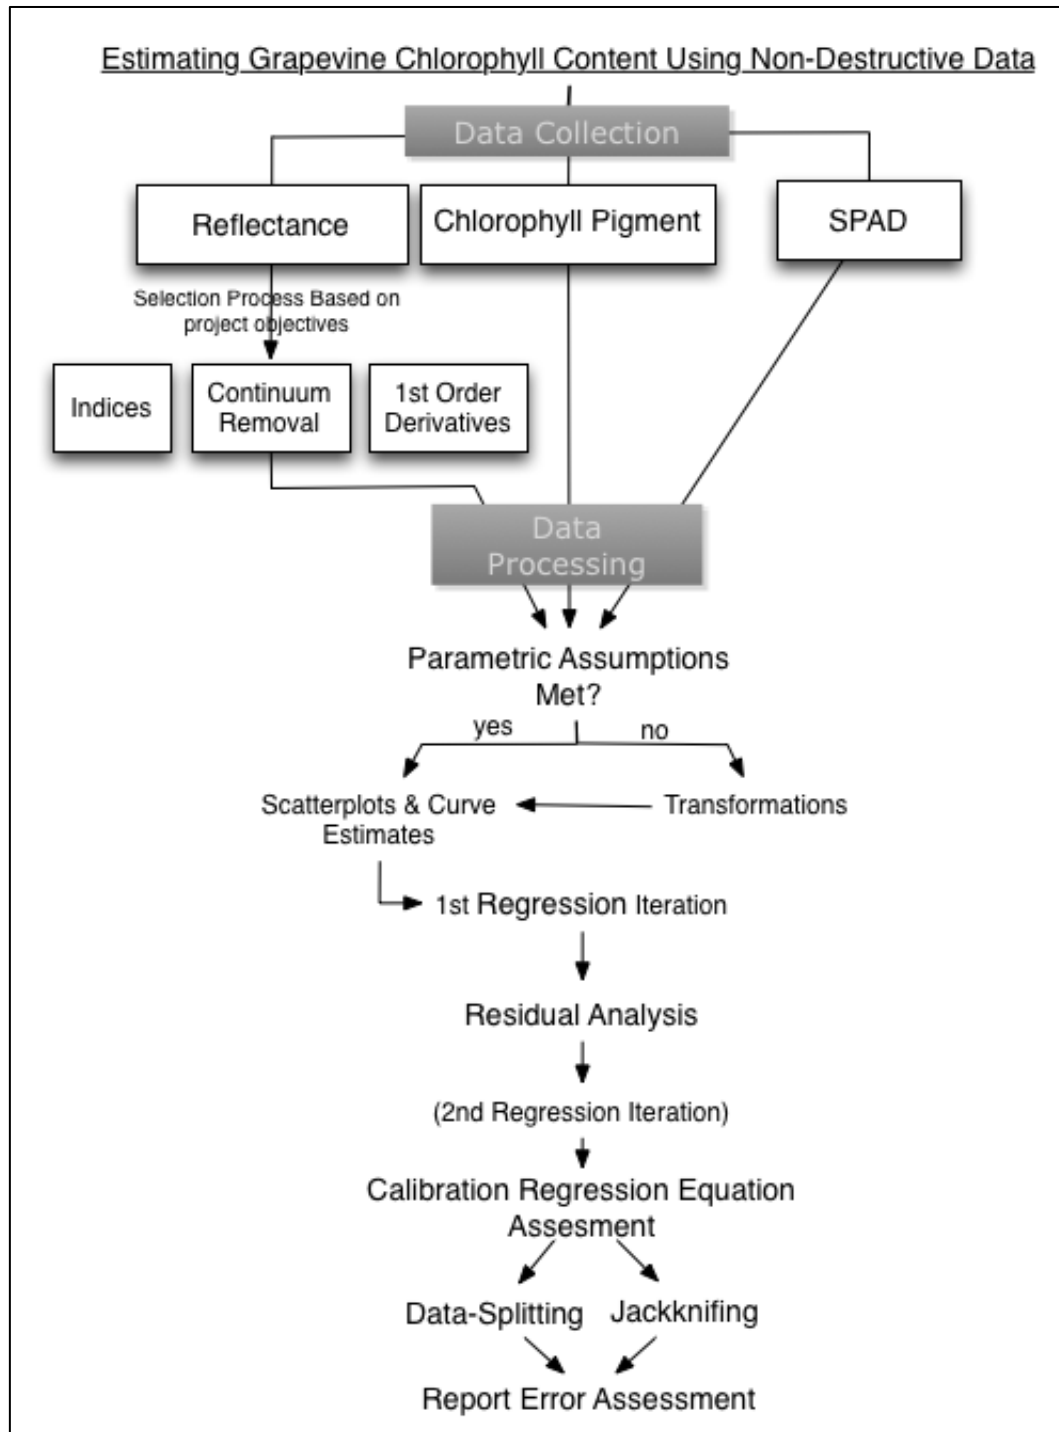 Estimating Grapevine Chlorophyll Content Using Non-Destructive Data
Data Collection
Reflectance
Chlorophyll Pigment
SPAD
Selection Process Based on
project objectives
Indices
Continuum
Removal
1st Order
Derivatives
Data
Processing
Parametric Assumptions
Met?
yes
no
Scatterplots & Curve
Estimates
Transformations
1st Regression Iteration
Residual Analysis
(2nd Regression Iteration)
Calibration Regression Equation
Assesment
Data-Splitting
Jackknifing
Report Error Assessment